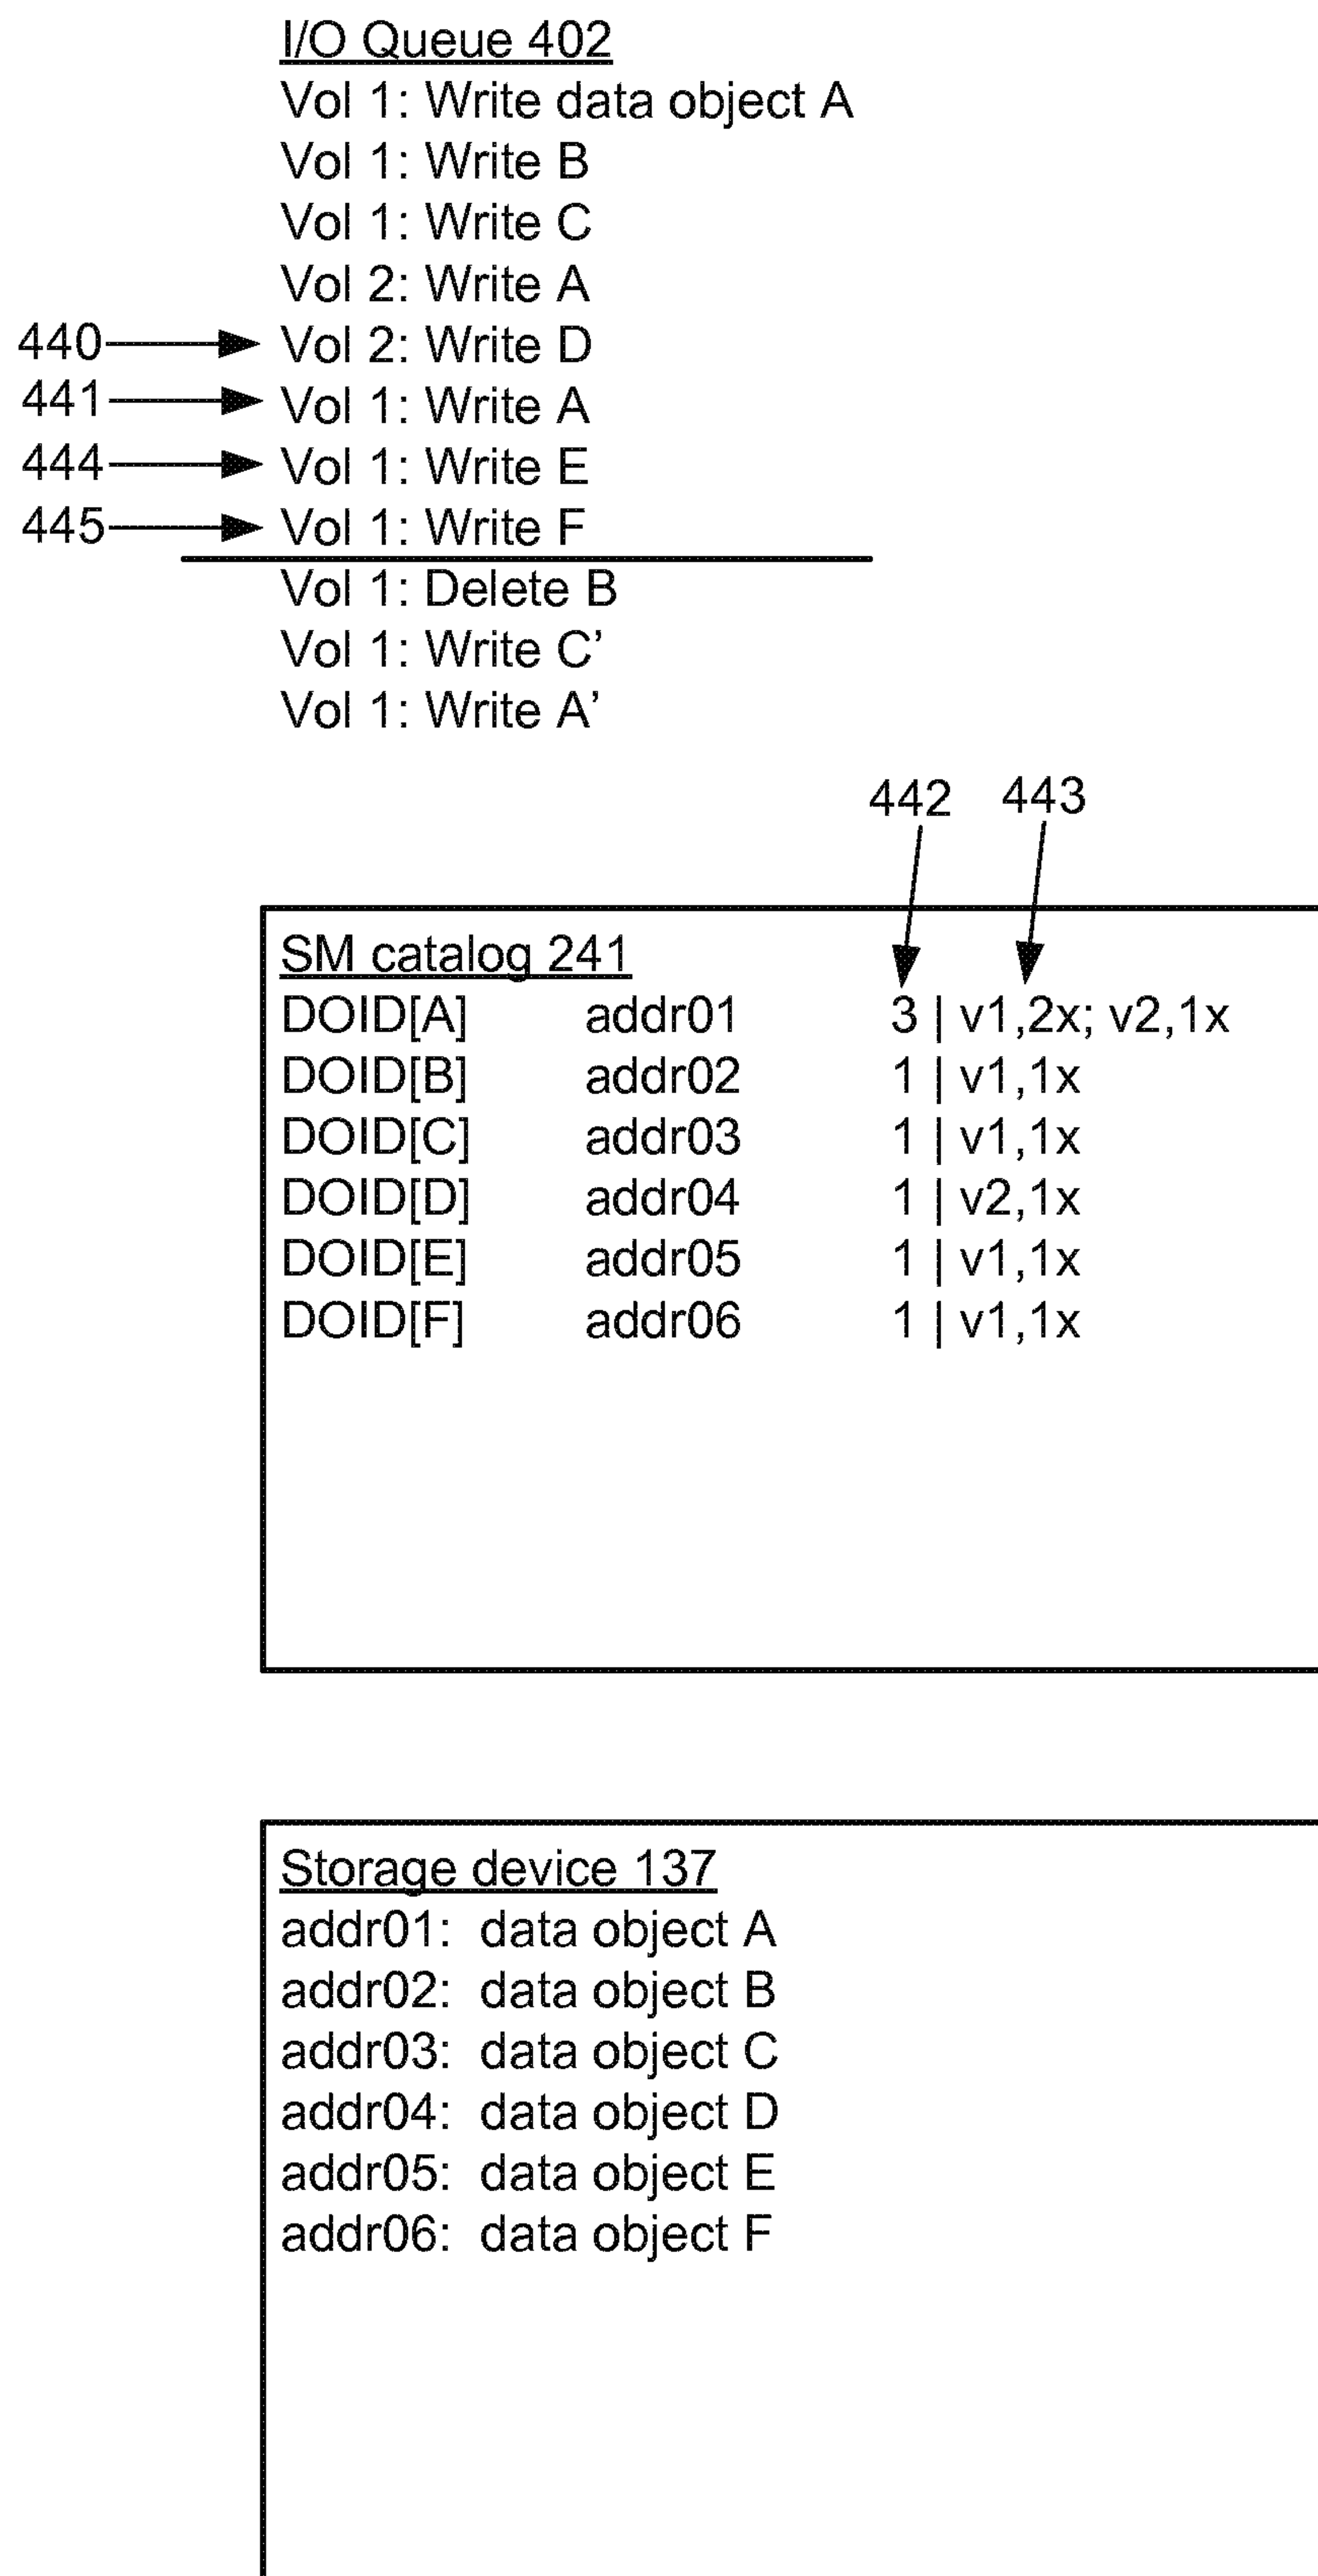 I/O Queue 402
Vol 1: Write data object A
Vol 1: Write B
Vol 1: Write C
Vol 2: Write A
440 Vol 2: Write D
441 Vol 1: Write A
444 Vol 1: Write E
445 Vol 1: Write F
Vol 1: Delete B
Vol 1: Write C’
Vol 1: Write A’
442 443
SM catalog 241
DOID[A] addr01 3 | v1,2x; v2,1x
DOID[B] addr02 1 | v1,1x
DOID[C] addr03 1 | v1,1x
DOID[D] addr04 1 | v2,1x
DOID[E] addr05 1 | v1,1x
DOID[F] addr06 1 | v1,1x
Storage device 137
addr01: data object A
addr02: data object B
addr03: data object C
addr04: data object D
addr05: data object E
addr06: data object F